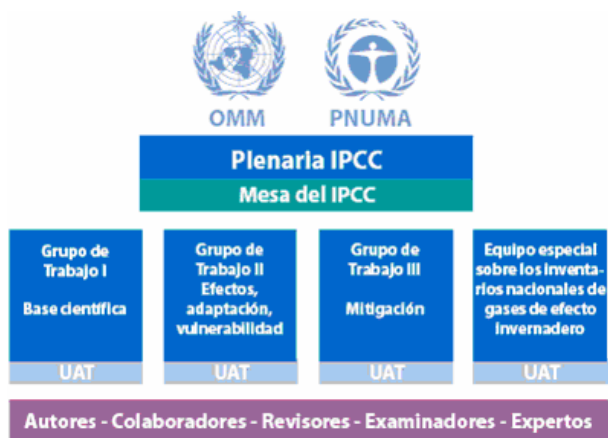 OMM
PNUMA
Plenaria IPCC
Mesa del IPCC
Grupo de
Trabajo I
Base científica
UAT
Grupo de
Trabajo II
Efectos,
adaptación,
vulnerabilidad
UAT
Grupo de
Trabajo III
Mitigación
UAT
Equipo especial
sobre los inventa-
rios nacionales de
gases de efecto
invernadero
UAT
Autores - Colaboradores - Revisores - Examinadores - Expertos